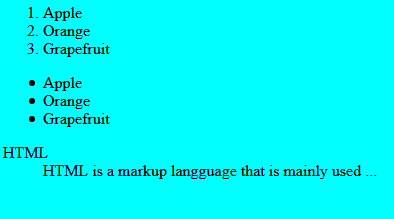 1. Apple
2. Orange
3. Grapefruit
• Apple
• Orange
• Grapefruit
HTML
HTML is a markup langguage that is mainly used ...